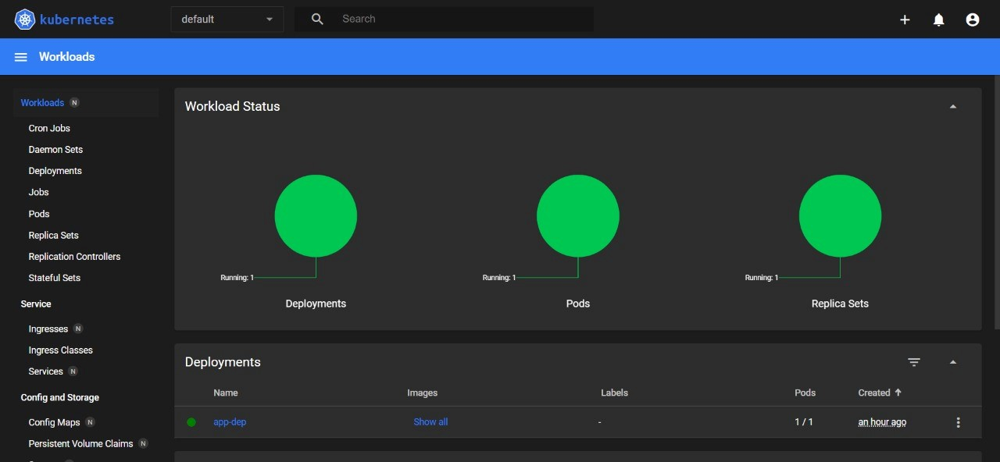 kubernetes
default
Search
Workloads
Workloads N
Cron Jobs
Daemon Sets
Deployments
Jobs
Pods
Replica Sets
Replication Controllers
Stateful Sets
Service
Ingresses N
Ingress Classes
Services N
Config and Storage
Config Maps N
Persistent Volume Claims N
Workload Status
Running: 1
Deployments
Running: 1
Pods
Running: 1
Replica Sets
Deployments
Name Images Labels Pods Created
app-dep Show all - 1 / 1 an hour ago